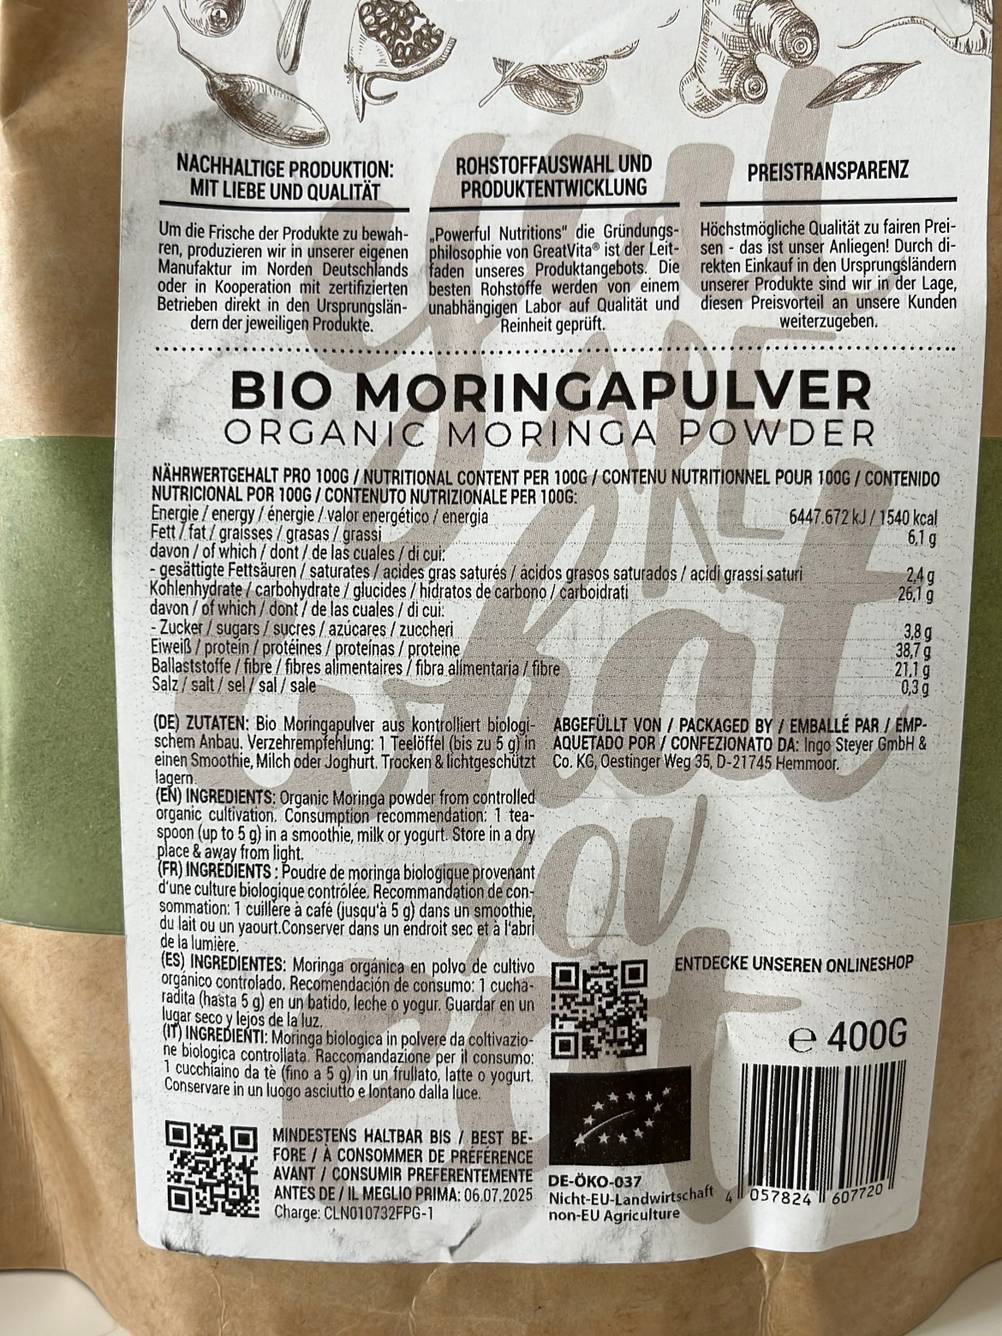 NACHHALTIGE PRODUKTION:
MIT LIEBE UND QUALITÄT
Um die Frische der Produkte zu bewah-
ren, produzieren wir in unserer eigenen
Manufaktur im Norden Deutschlands
oder in Kooperation mit zertifizierten
Betrieben direkt in den Ursprungslän-
dern der jeweiligen Produkte.
ROHSTOFFAUSWAHL UND
PRODUKTENTWICKLUNG
„Powerful Nutritions" die Gründungs-
philosophie von GreatVita® ist der Leit-
faden unseres Produktangebots. Die
besten Rohstoffe werden von einem
unabhängigen Labor auf Qualität und
Reinheit geprüft.
PREISTRANSPARENZ
Höchstmögliche Qualität zu fairen Prei-
sen - das ist unser Anliegen! Durch di-
rekten Einkauf in den Ursprungsländern
unserer Produkte sind wir in der Lage,
diesen Preisvorteil an unsere Kunden
weiterzugeben.
BIO MORINGAPULVER
ORGANIC MORINGA POWDER
NÄHRWERTGEHALT PRO 100G / NUTRITIONAL CONTENT PER 100G / CONTENU NUTRITIONNEL POUR 100G / CONTENIDO
NUTRICIONAL POR 100G / CONTENUTO NUTRIZIONALE PER 100G:
Energie / energy / énergie / valor energético / energia 6447.672 kJ / 1540 kcal
Fett / fat / graisses / grasas / grassi 6,1 g
davon / of which / dont / de las cuales / di cui:
- gesättigte Fettsäuren / saturates / acides gras saturés / ácidos grasos saturados / acidi grassi saturi 2,4 g
Kohlenhydrate / carbohydrate / glucides / hidratos de carbono / carboidrati 26,1 g
davon / of which / dont / de las cuales / di cui:
- Zucker / sugars / sucres / azúcares / zuccheri 3,8 g
Eiweiß / protein / protéines / proteínas / proteine 38,7 g
Ballaststoffe / fibre / fibres alimentaires / fibra alimentaria / fibre 21,1 g
Salz / salt / sel / sal / sale 0,3 g
(DE) ZUTATEN: Bio Moringapulver aus kontrolliert biologi-
schem Anbau. Verzehrempfehlung: 1 Teelöffel (bis zu 5 g) in
einen Smoothie, Milch oder Joghurt. Trocken & lichtgeschützt
lagern.
(EN) INGREDIENTS: Organic Moringa powder from controlled
organic cultivation. Consumption recommendation: 1 tea-
spoon (up to 5 g) in a smoothie, milk or yogurt. Store in a dry
place & away from light.
(FR) INGRÉDIENTS : Poudre de moringa biologique provenant
d'une culture biologique contrôlée. Recommandation de con-
sommation: 1 cuillère à café (jusqu'à 5 g) dans un smoothie,
du lait ou un yaourt.Conserver dans un endroit sec et à l'abri
de la lumière.
(ES) INGREDIENTES: Moringa orgánica en polvo de cultivo
orgánico controlado. Recomendación de consumo: 1 cucha-
radita (hasta 5 g) en un batido, leche o yogur. Guardar en un
lugar seco y lejos de la luz.
(IT) INGREDIENTI: Moringa biologica in polvere da coltivazio-
ne biologica controllata. Raccomandazione per il consumo:
1 cucchiaino da tè (fino a 5 g) in un frullato, latte o yogurt.
Conservare in un luogo asciutto e lontano dalla luce.
ABGEFÜLLT VON / PACKAGED BY / EMBALLÉ PAR / EMP-
AQUETADO POR / CONFEZIONATO DA: Ingo Steyer GmbH &
Co. KG, Oestinger Weg 35, D-21745 Hemmoor.
ENTDECKE UNSEREN ONLINESHOP
e 400G
MINDESTENS HALTBAR BIS / BEST BE-
FORE / À CONSOMMER DE PRÉFÉRENCE
AVANT / CONSUMIR PREFERENTEMENTE
ANTES DE / IL MEGLIO PRIMA: 06.07.2025
Charge: CLN010732FPG-1
DE-ÖKO-037
Nicht-EU-Landwirtschaft
non-EU Agriculture
4 057824 607720
you ARE
what
you
eat